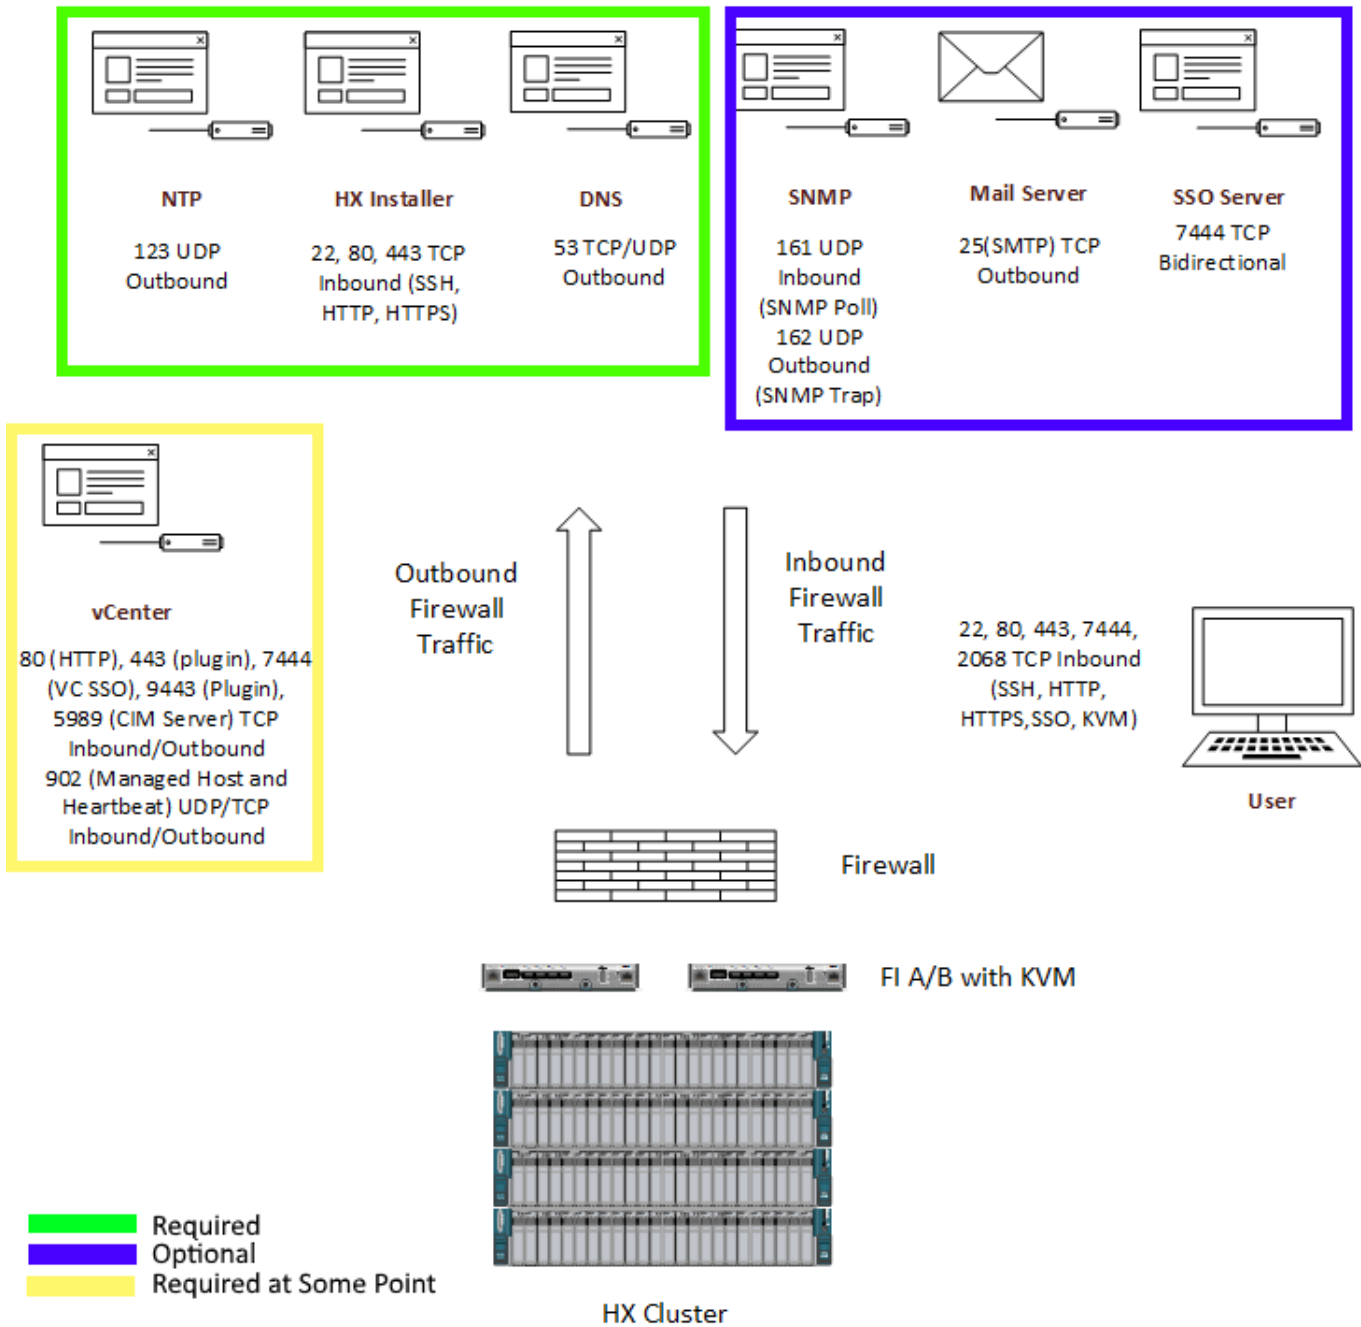 NTP
123 UDP
Outbound
HX Installer
22, 80, 443 TCP
Inbound (SSH,
HTTP, HTTPS)
DNS
53 TCP/UDP
Outbound
SNMP
161 UDP
Inbound
(SNMP Poll)
162 UDP
Outbound
(SNMP Trap)
Mail Server
25(SMTP) TCP
Outbound
SSO Server
7444 TCP
Bidirectional
vCenter
80 (HTTP), 443 (plugin), 7444
(VC SSO), 9443 (Plugin),
5989 (CIM Server) TCP
Inbound/Outbound
902 (Managed Host and
Heartbeat) UDP/TCP
Inbound/Outbound
Outbound
Firewall
Traffic
Inbound
Firewall
Traffic
22, 80, 443, 7444,
2068 TCP Inbound
(SSH, HTTP,
HTTPS,SSO, KVM)
User
Firewall
FI A/B with KVM
Required
Optional
Required at Some Point
HX Cluster